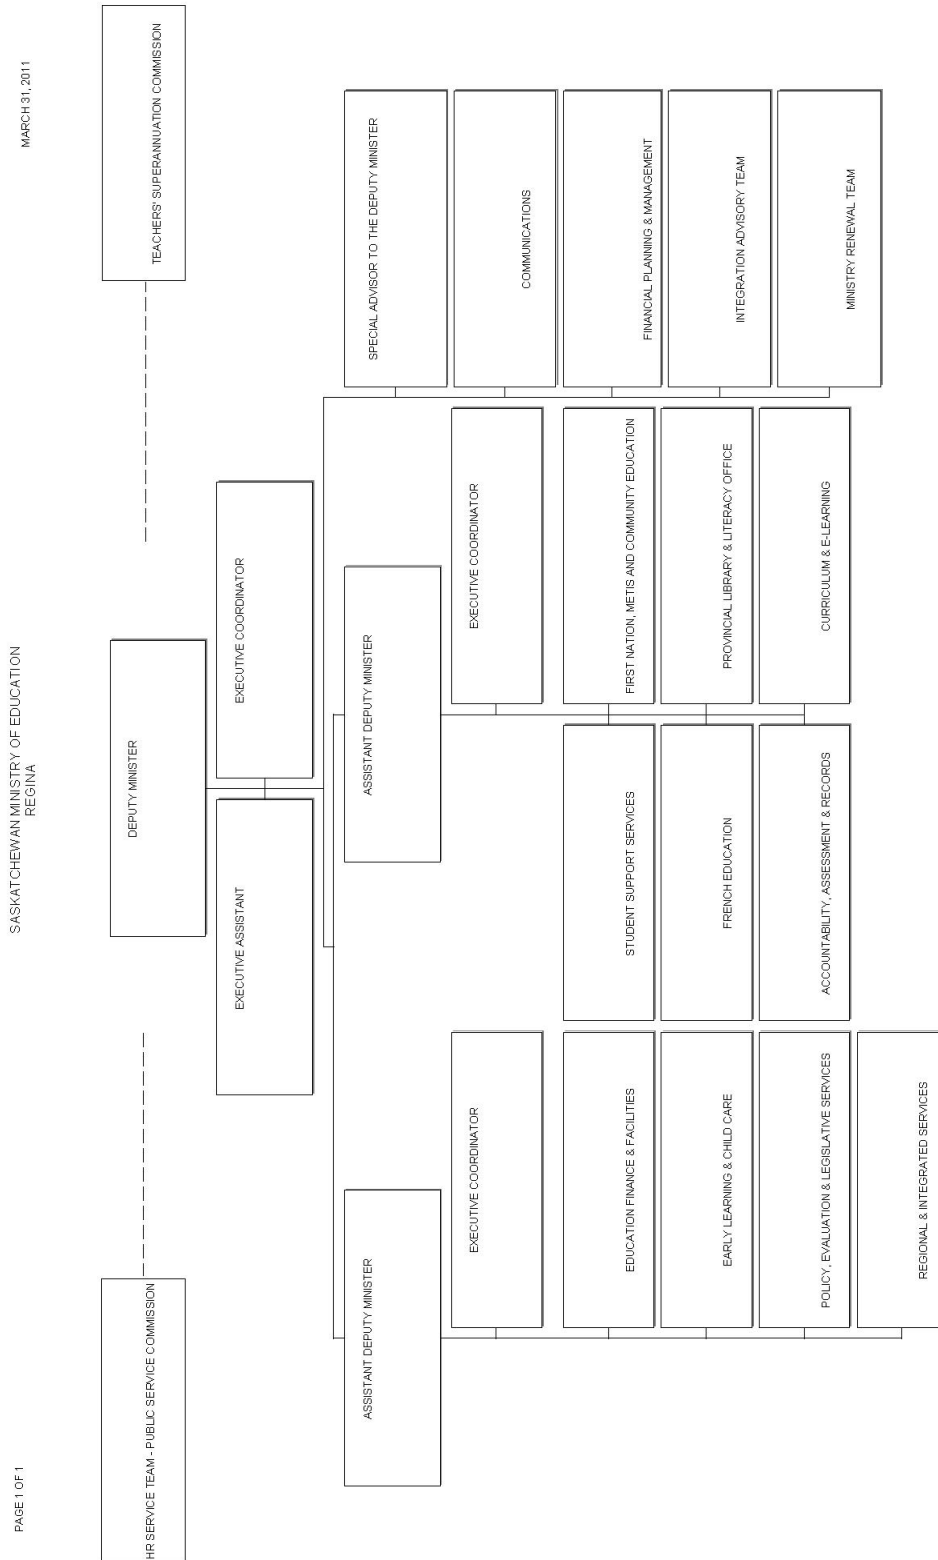 PAGE 1 OF 1
SASKATCHEWAN MINISTRY OF EDUCATION
REGINA
MARCH 31, 2011
HR SERVICE TEAM - PUBLIC SERVICE COMMISSION
DEPUTY MINISTER
TEACHERS' SUPERANNUATION COMMISSION
EXECUTIVE ASSISTANT
EXECUTIVE COORDINATOR
ASSISTANT DEPUTY MINISTER
ASSISTANT DEPUTY MINISTER
SPECIAL ADVISOR TO THE DEPUTY MINISTER
EXECUTIVE COORDINATOR
EXECUTIVE COORDINATOR
COMMUNICATIONS
EDUCATION FINANCE & FACILITIES
STUDENT SUPPORT SERVICES
FIRST NATION, METIS AND COMMUNITY EDUCATION
FINANCIAL PLANNING & MANAGEMENT
EARLY LEARNING & CHILD CARE
FRENCH EDUCATION
PROVINCIAL LIBRARY & LITERACY OFFICE
INTEGRATION ADVISORY TEAM
POLICY, EVALUATION & LEGISLATIVE SERVICES
ACCOUNTABILITY, ASSESSMENT & RECORDS
CURRICULUM & E-LEARNING
MINISTRY RENEWAL TEAM
REGIONAL & INTEGRATED SERVICES